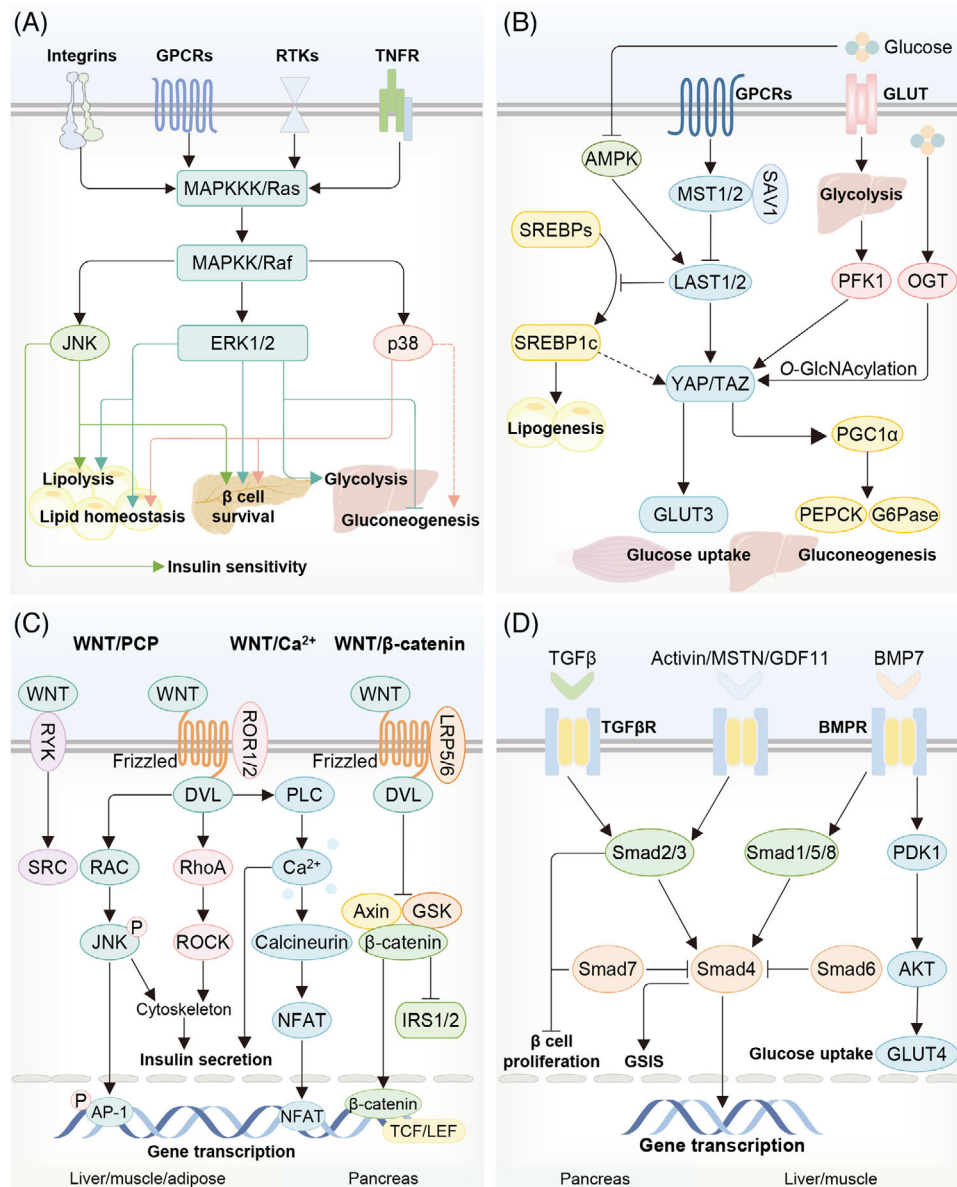 (A)
Integrins
GPCRs
RTKs
TNFR
MAPKKK/Ras
MAPKK/Raf
JNK
ERK1/2
p38
Lipolysis
Lipid homeostasis
β cell
survival
Glycolysis
Gluconeogenesis
Insulin sensitivity
(B)
Glucose
GPCRs
GLUT
AMPK
MST1/2
SAV1
Glycolysis
SREBPs
LAST1/2
PFK1
OGT
SREBP1c
YAP/TAZ
O-GlcNAcylation
Lipogenesis
PGC1α
GLUT3
PEPCK
G6Pase
Glucose uptake
Gluconeogenesis
(C)
WNT/PCP
WNT/Ca²⁺
WNT/β-catenin
WNT
WNT
WNT
RYK
ROR1/2
LRP5/6
Frizzled
Frizzled
DVL
PLC
DVL
SRC
RAC
RhoA
Ca²⁺
Axin
GSK
JNK
P
ROCK
Calcineurin
β-catenin
Cytoskeleton
NFAT
IRS1/2
Insulin secretion
P
AP-1
NFAT
β-catenin
TCF/LEF
Gene transcription
Liver/muscle/adipose
Pancreas
(D)
TGFβ
Activin/MSTN/GDF11
BMP7
TGFβR
BMPR
Smad2/3
Smad1/5/8
PDK1
Smad7
Smad4
Smad6
AKT
β cell
proliferation
GSIS
Glucose uptake
GLUT4
Gene transcription
Pancreas
Liver/muscle